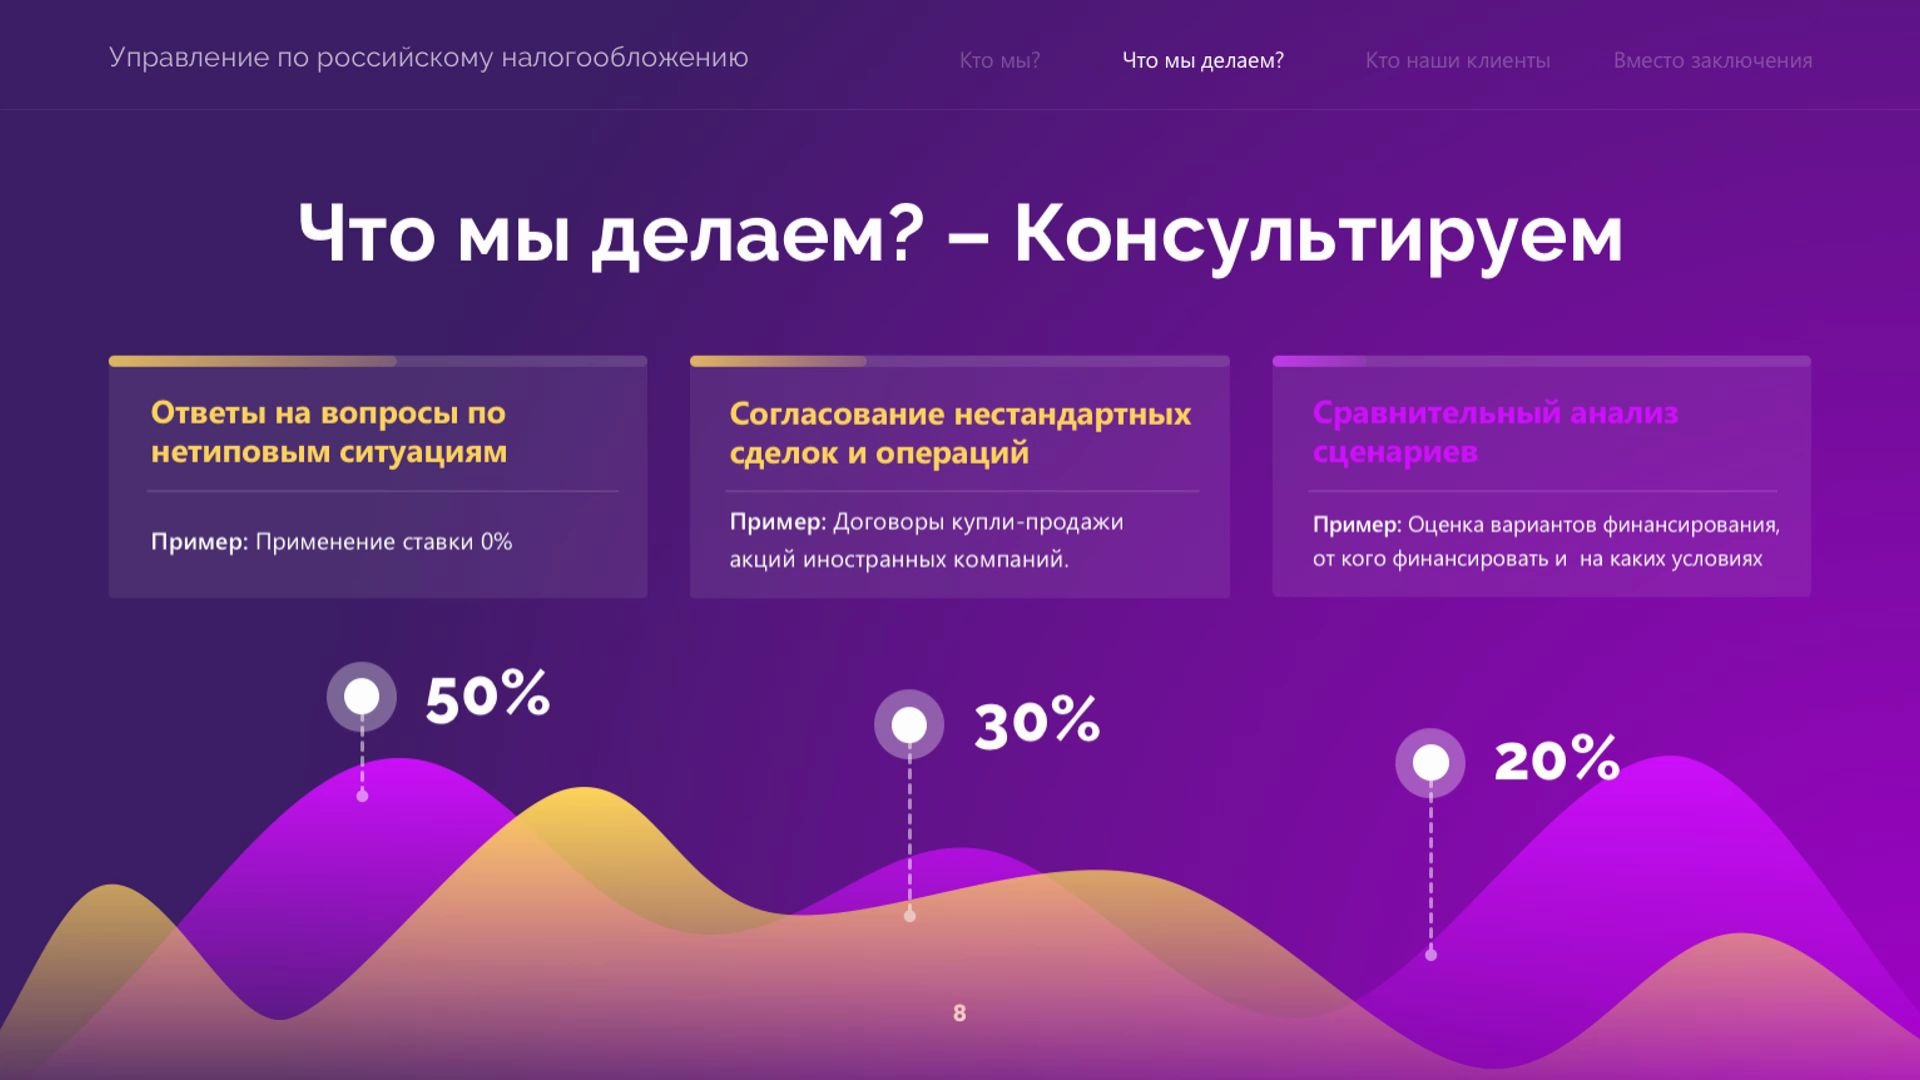 Управление по российскому налогообложению
Кто мы?
Что мы делаем?
Кто наши клиенты
Вместо заключения
Что мы делаем? – Консультируем
Ответы на вопросы по
нетиповым ситуациям
Пример: Применение ставки 0%
Согласование нестандартных
сделок и операций
Пример: Договоры купли-продажи
акций иностранных компаний.
Сравнительный анализ
сценариев
Пример: Оценка вариантов финансирования,
от кого финансировать и  на каких условиях
50%
30%
20%
8